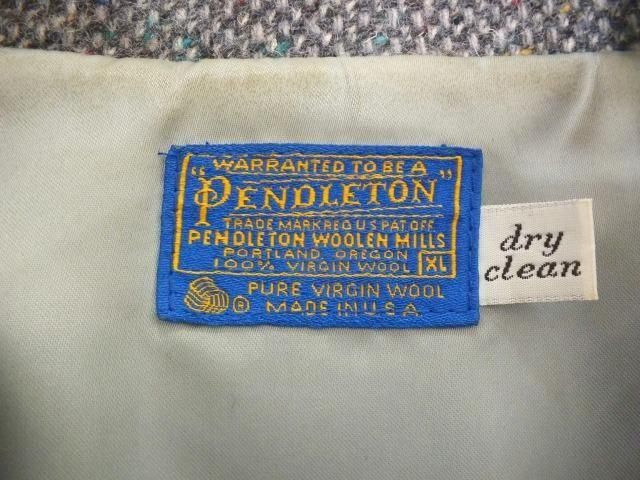 WARRANTED TO BE A
"PENDLETON"
TRADE MARK REG U S PAT OFF
PENDLETON WOOLEN MILLS
PORTLAND, OREGON
100% VIRGIN WOOL XL
PURE VIRGIN WOOL
® MADE IN U.S.A.
dry
clean